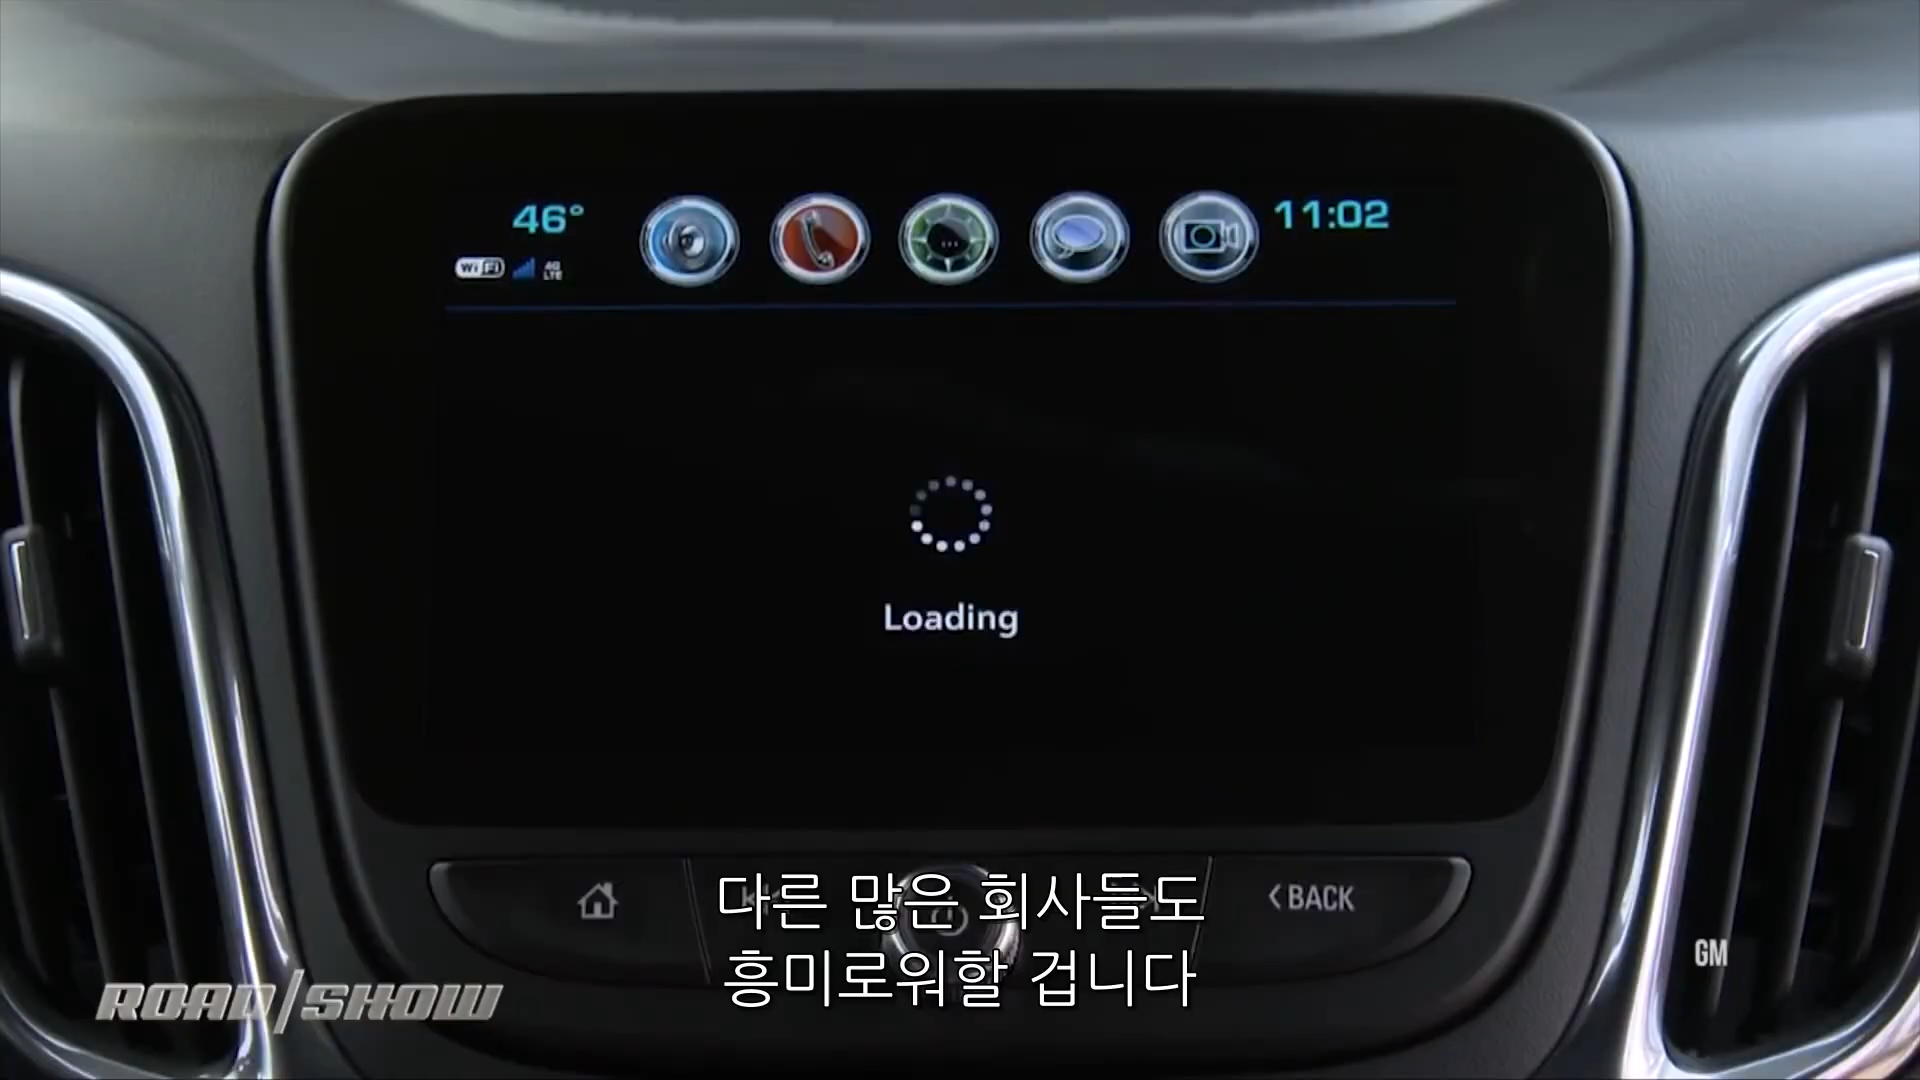 46°
11:02
WiFi
4G
LTE
Loading
BACK
다른 많은 회사들도
흥미로워할 겁니다
GM
ROAD/SHOW